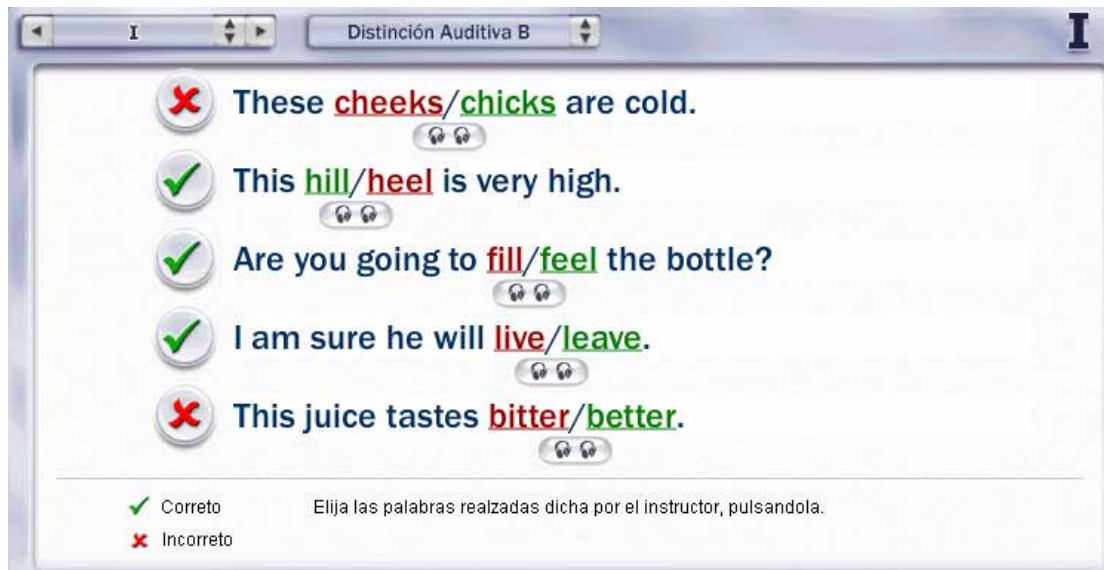 I Distinción Auditiva B I
These cheeks/chicks are cold.
This hill/heel is very high.
Are you going to fill/feel the bottle?
I am sure he will live/leave.
This juice tastes bitter/better.
Correto Elija las palabras realzadas dicha por el instructor, pulsandola.
Incorreto